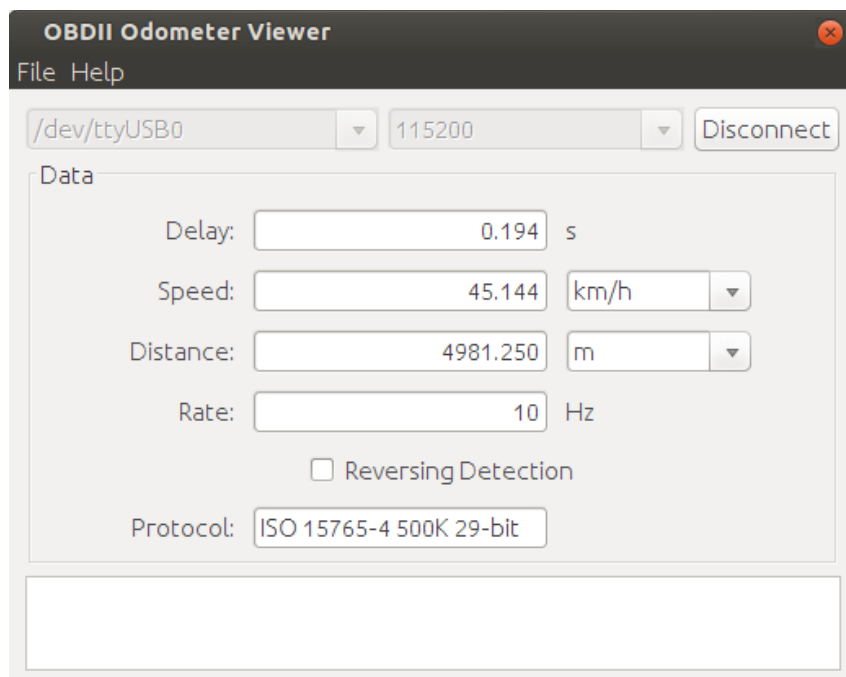 OBDII Odometer Viewer
File Help
/dev/ttyUSB0 115200 Disconnect
Data
Delay: 0.194 s
Speed: 45.144 km/h
Distance: 4981.250 m
Rate: 10 Hz
Reversing Detection
Protocol: ISO 15765-4 500K 29-bit